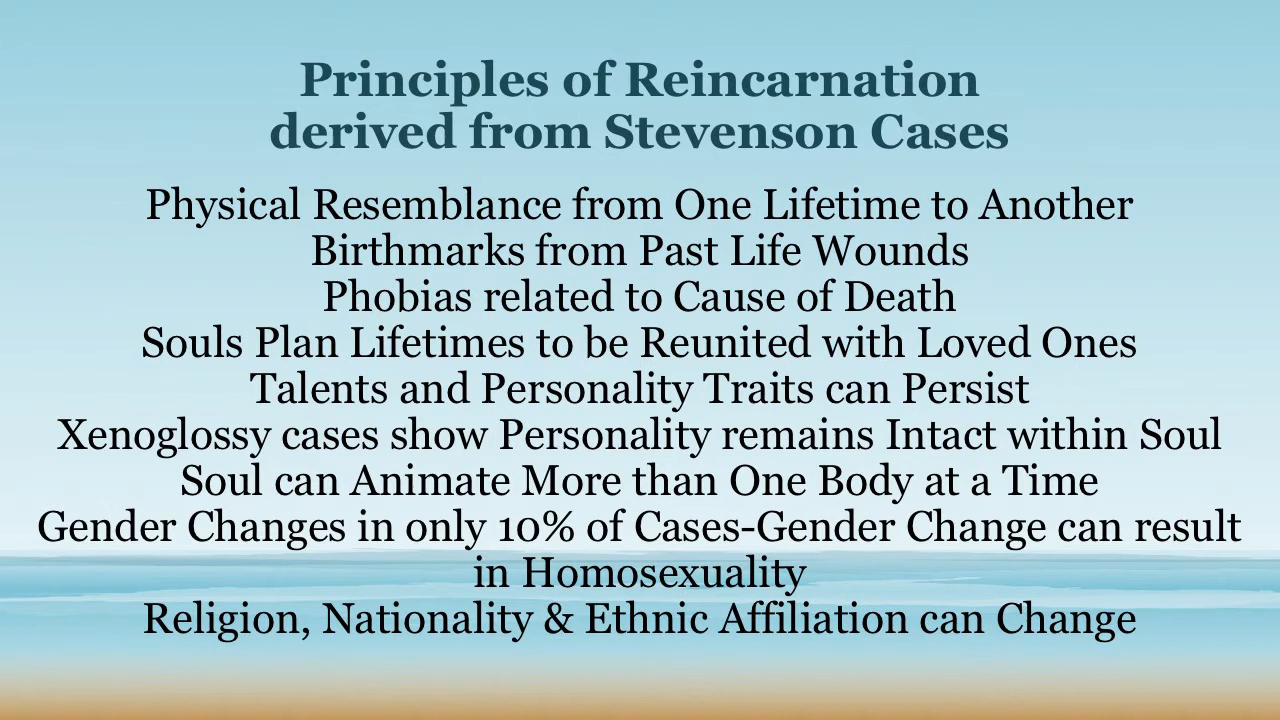 Principles of Reincarnation
derived from Stevenson Cases
Physical Resemblance from One Lifetime to Another
Birthmarks from Past Life Wounds
Phobias related to Cause of Death
Souls Plan Lifetimes to be Reunited with Loved Ones
Talents and Personality Traits can Persist
Xenoglossy cases show Personality remains Intact within Soul
Soul can Animate More than One Body at a Time
Gender Changes in only 10% of Cases-Gender Change can result
in Homosexuality
Religion, Nationality & Ethnic Affiliation can Change